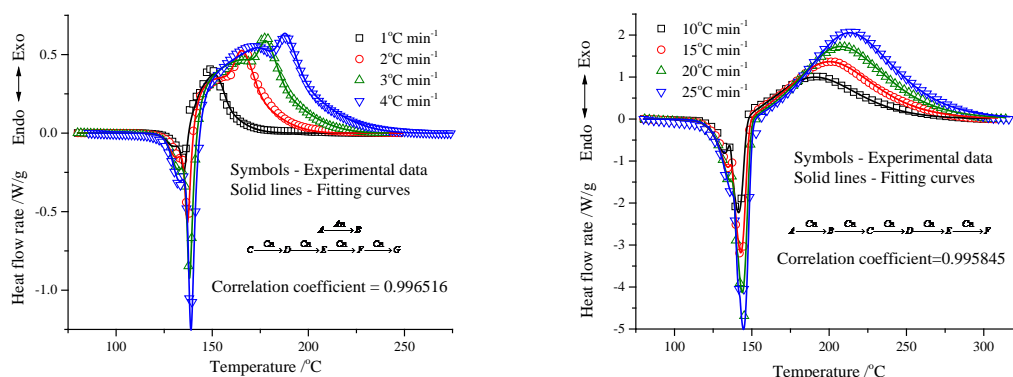 Heat flow rate /W/g
Endo ◄─► Exo
0.5
0.0
-0.5
-1.0
1°C min⁻¹
2°C min⁻¹
3°C min⁻¹
4°C min⁻¹
Symbols - Experimental data
Solid lines - Fitting curves
An
A B
Cn Cn Cn Cn
C D E F G
Correlation coefficient = 0.996516
100 150 200 250
Temperature /°C
Heat flow rate /W/g
Endo ◄─► Exo
2
1
0
-1
-2
-3
-4
-5
10°C min⁻¹
15°C min⁻¹
20°C min⁻¹
25°C min⁻¹
Symbols - Experimental data
Solid lines - Fitting curves
Cn Cn Cn Cn Cn
A B C D E F
Correlation coefficient=0.995845
100 150 200 250 300
Temperature /°C